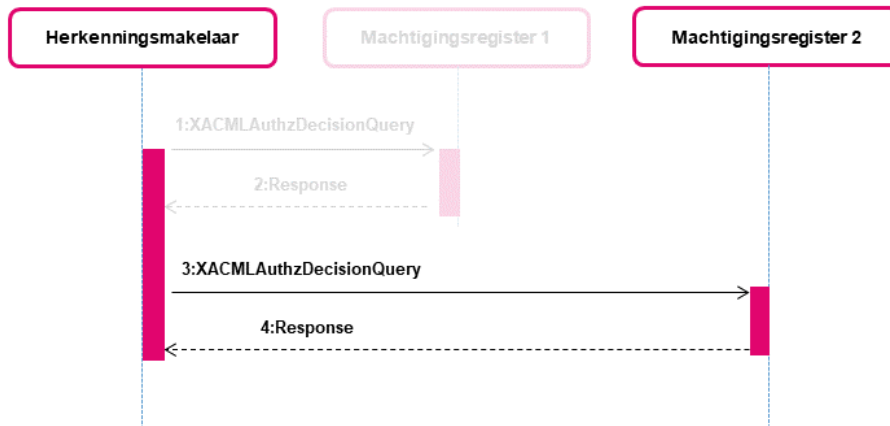 Herkenningsmakelaar
Machtigingsregister 1
Machtigingsregister 2
1:XACMLAuthzDecisionQuery
2:Response
3:XACMLAuthzDecisionQuery
4:Response